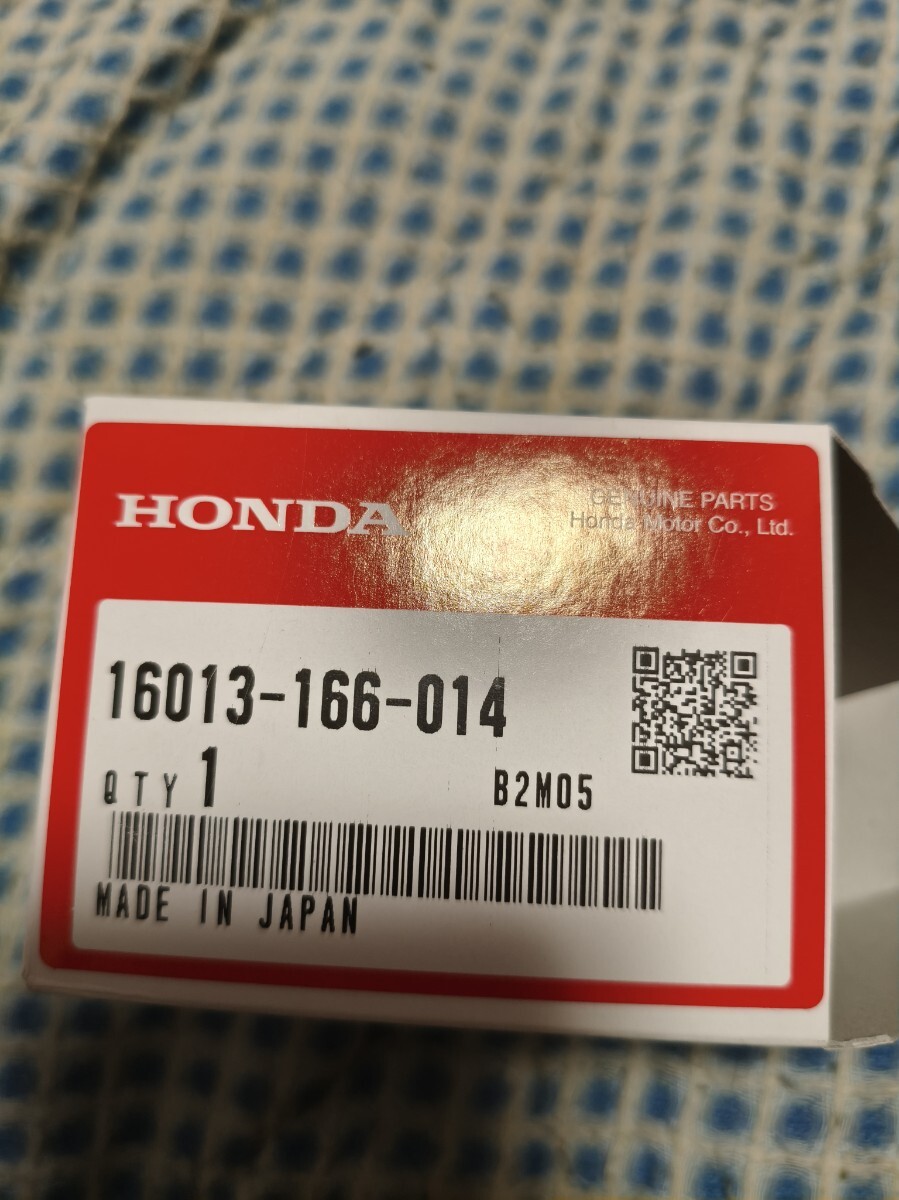 HONDA
GENUINE PARTS
Honda Motor Co., Ltd.
16013-166-014
QTY 1
B2M05
MADE IN JAPAN